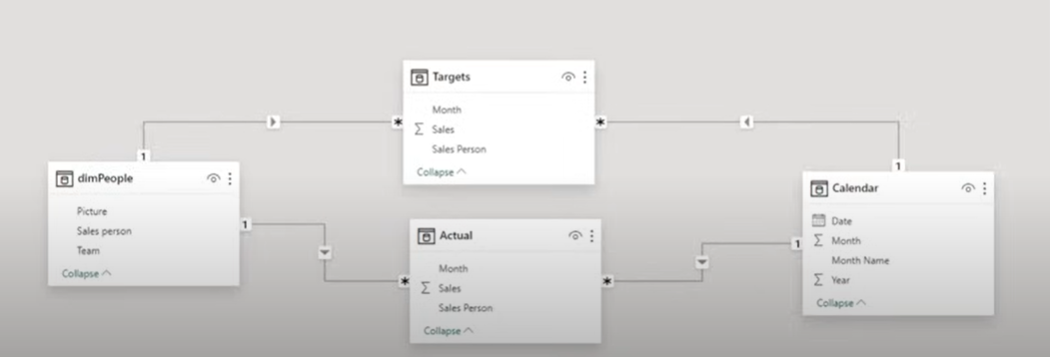 Targets
Month
Σ Sales
Sales Person
Collapse
1
*
*
1
dimPeople
Picture
Sales person
Team
Collapse
1
*
Actual
Month
Σ Sales
Sales Person
Collapse
*
1
Calendar
Date
Σ Month
Month Name
Σ Year
Collapse